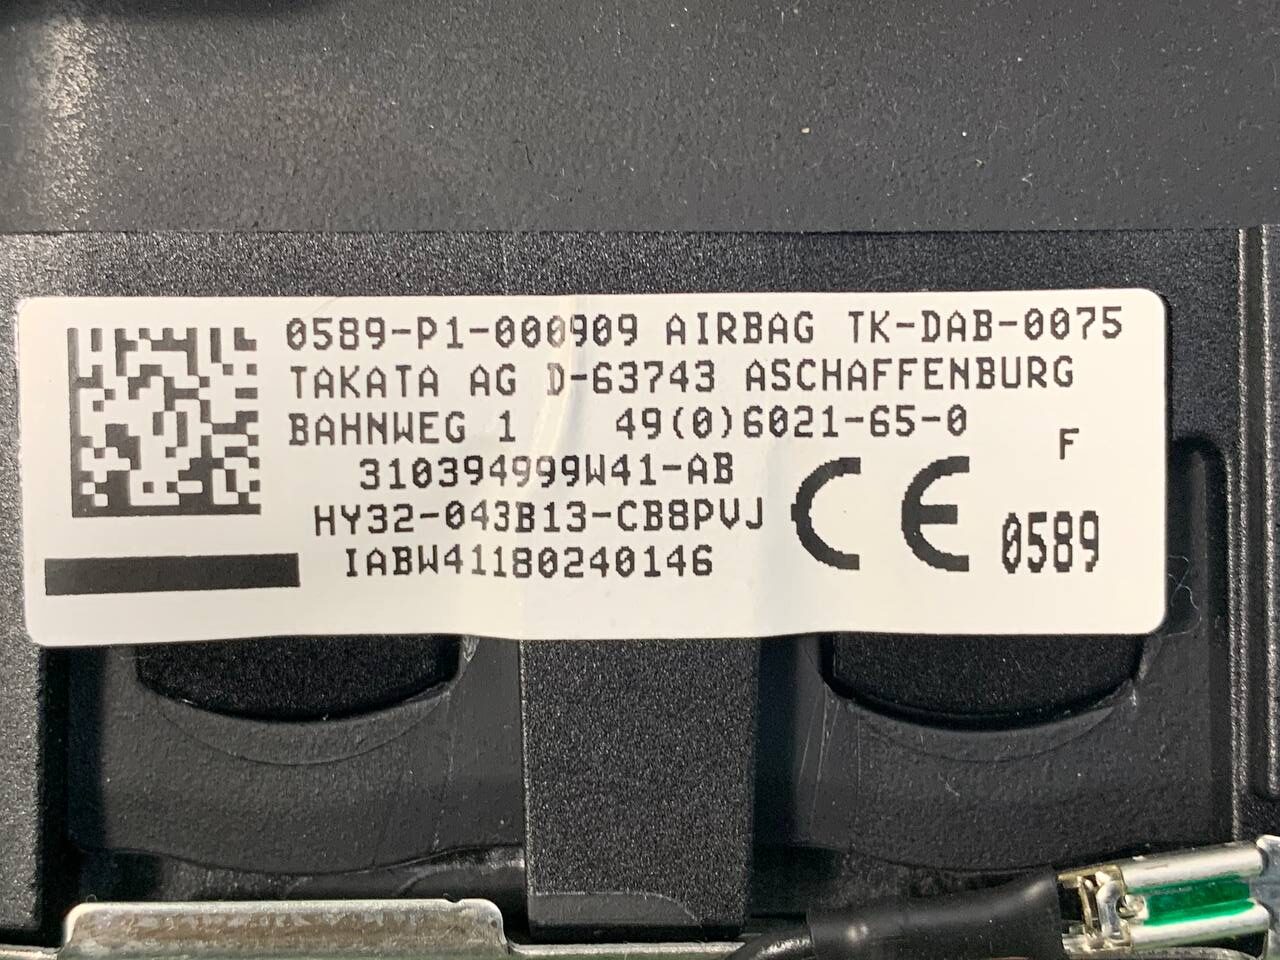 0589-P1-000909 AIRBAG TK-DAB-0075
TAKATA AG D-63743 ASCHAFFENBURG
BAHNWEG 1 49(0)6021-65-0
F
310394999W41-AB
HY32-043B13-CB8PVJ
CE 0589
IABW41180240146